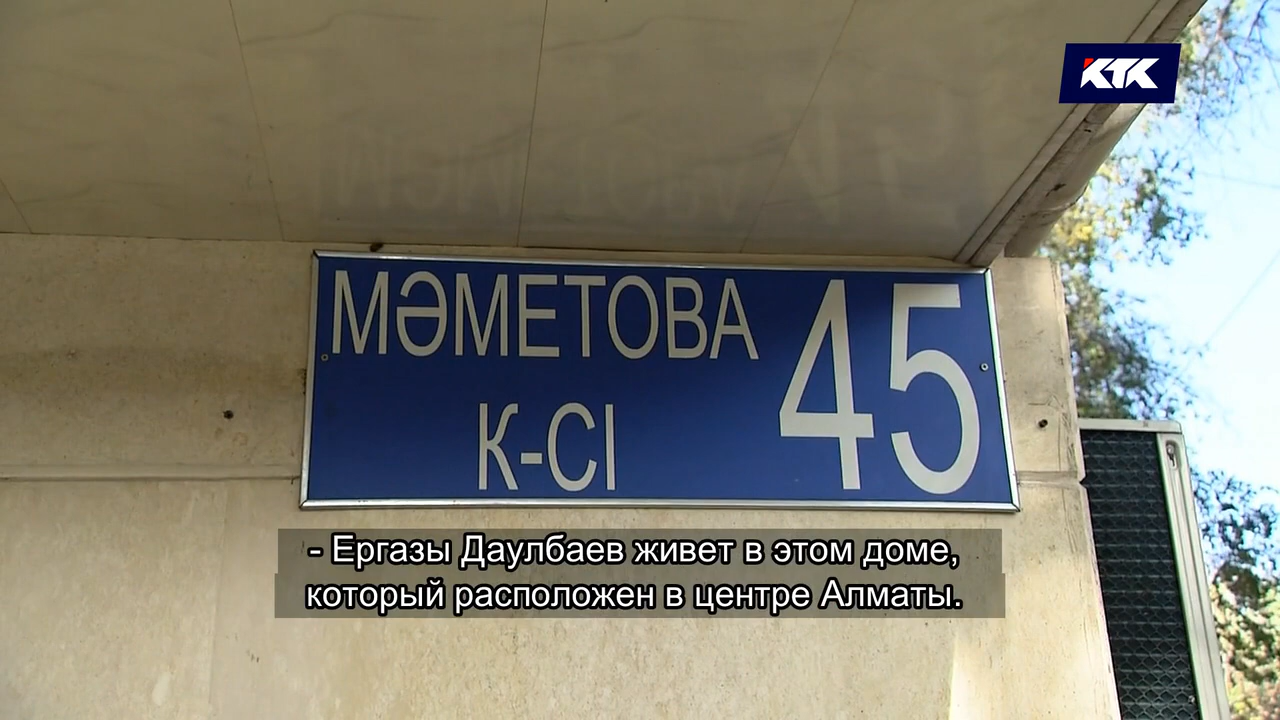 КТК
МӘМЕТОВА 45
К-СІ
- Ергазы Даулбаев живет в этом доме,
который расположен в центре Алматы.